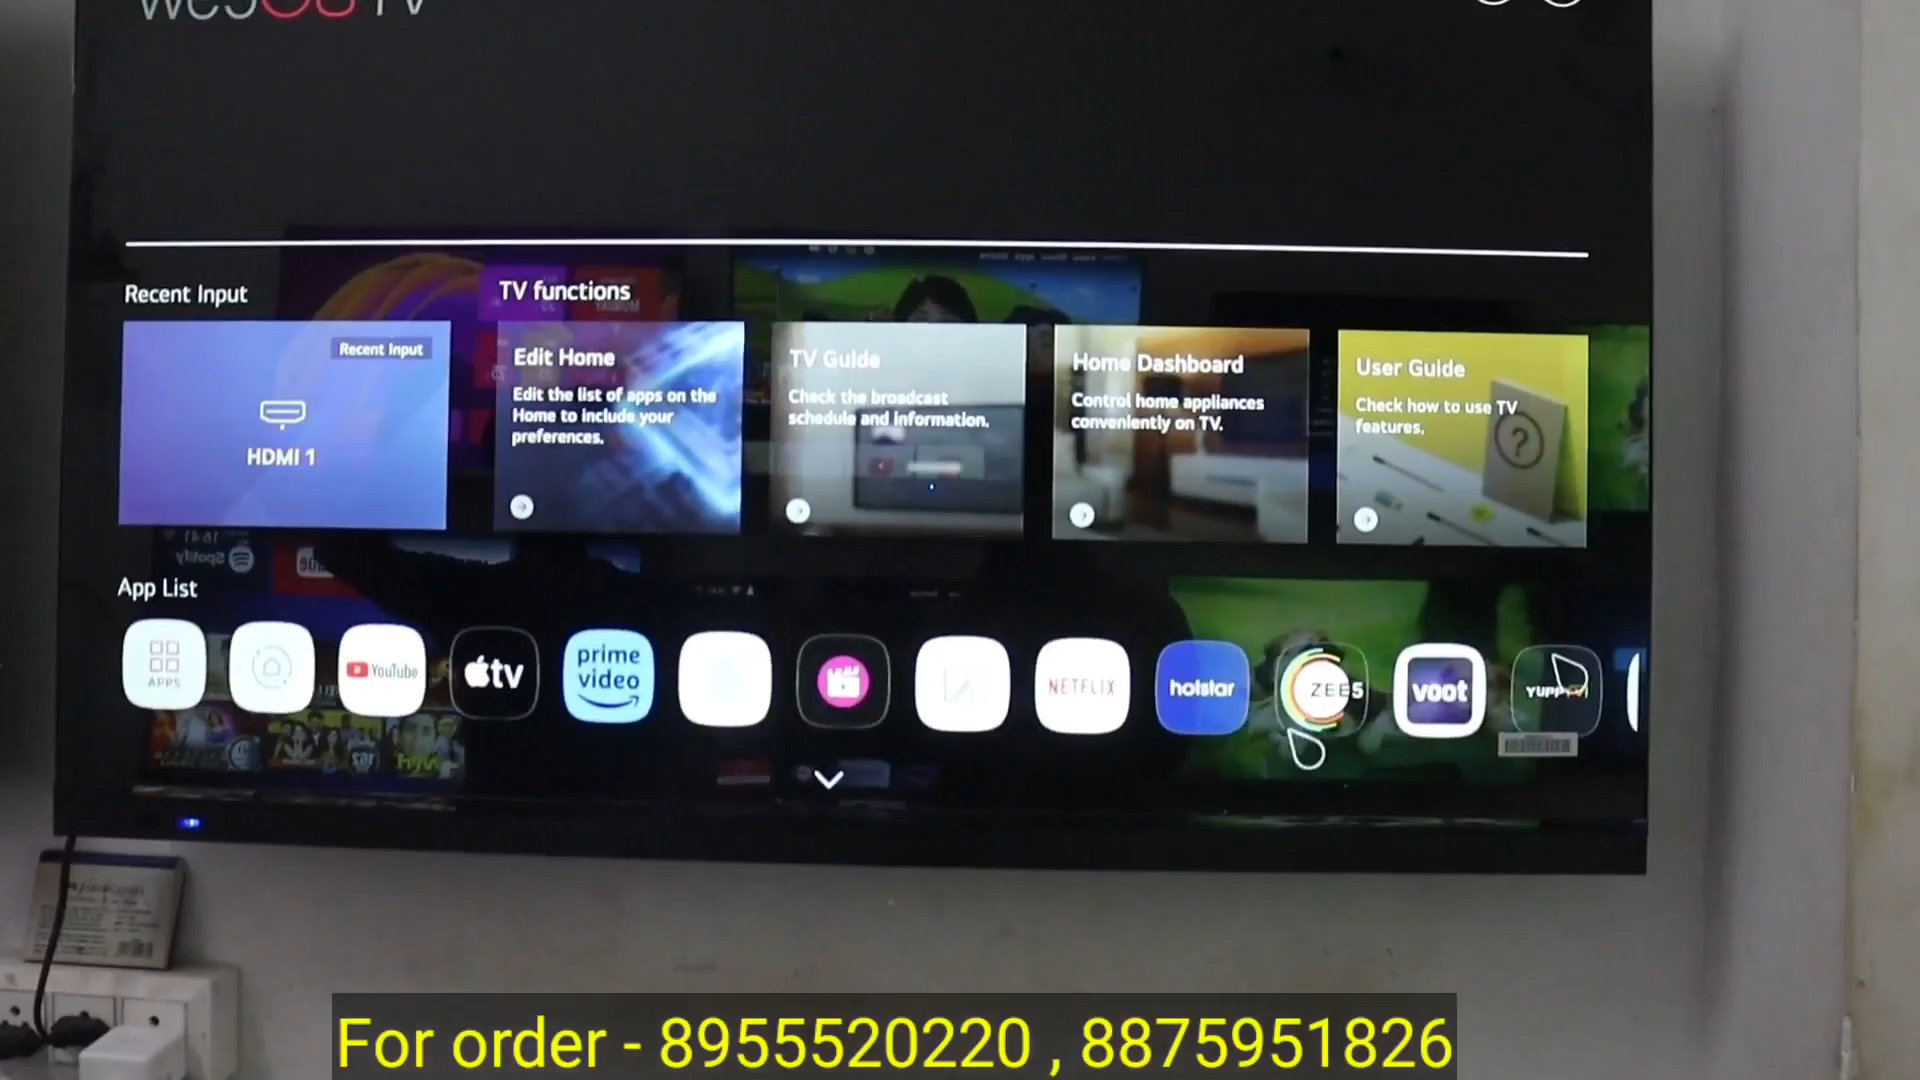 webOS TV
Recent Input
TV functions
Recent Input
HDMI 1
Edit Home
Edit the list of apps on the
Home to include your
preferences.
TV Guide
Check the broadcast
schedule and information.
Home Dashboard
Control home appliances
conveniently on TV.
User Guide
Check how to use TV
features.
?
Spotify
App List
APPS
YouTube
tv
prime
video
NETFLIX
hotstar
ZEE5
voot
For order - 8955520220 , 8875951826